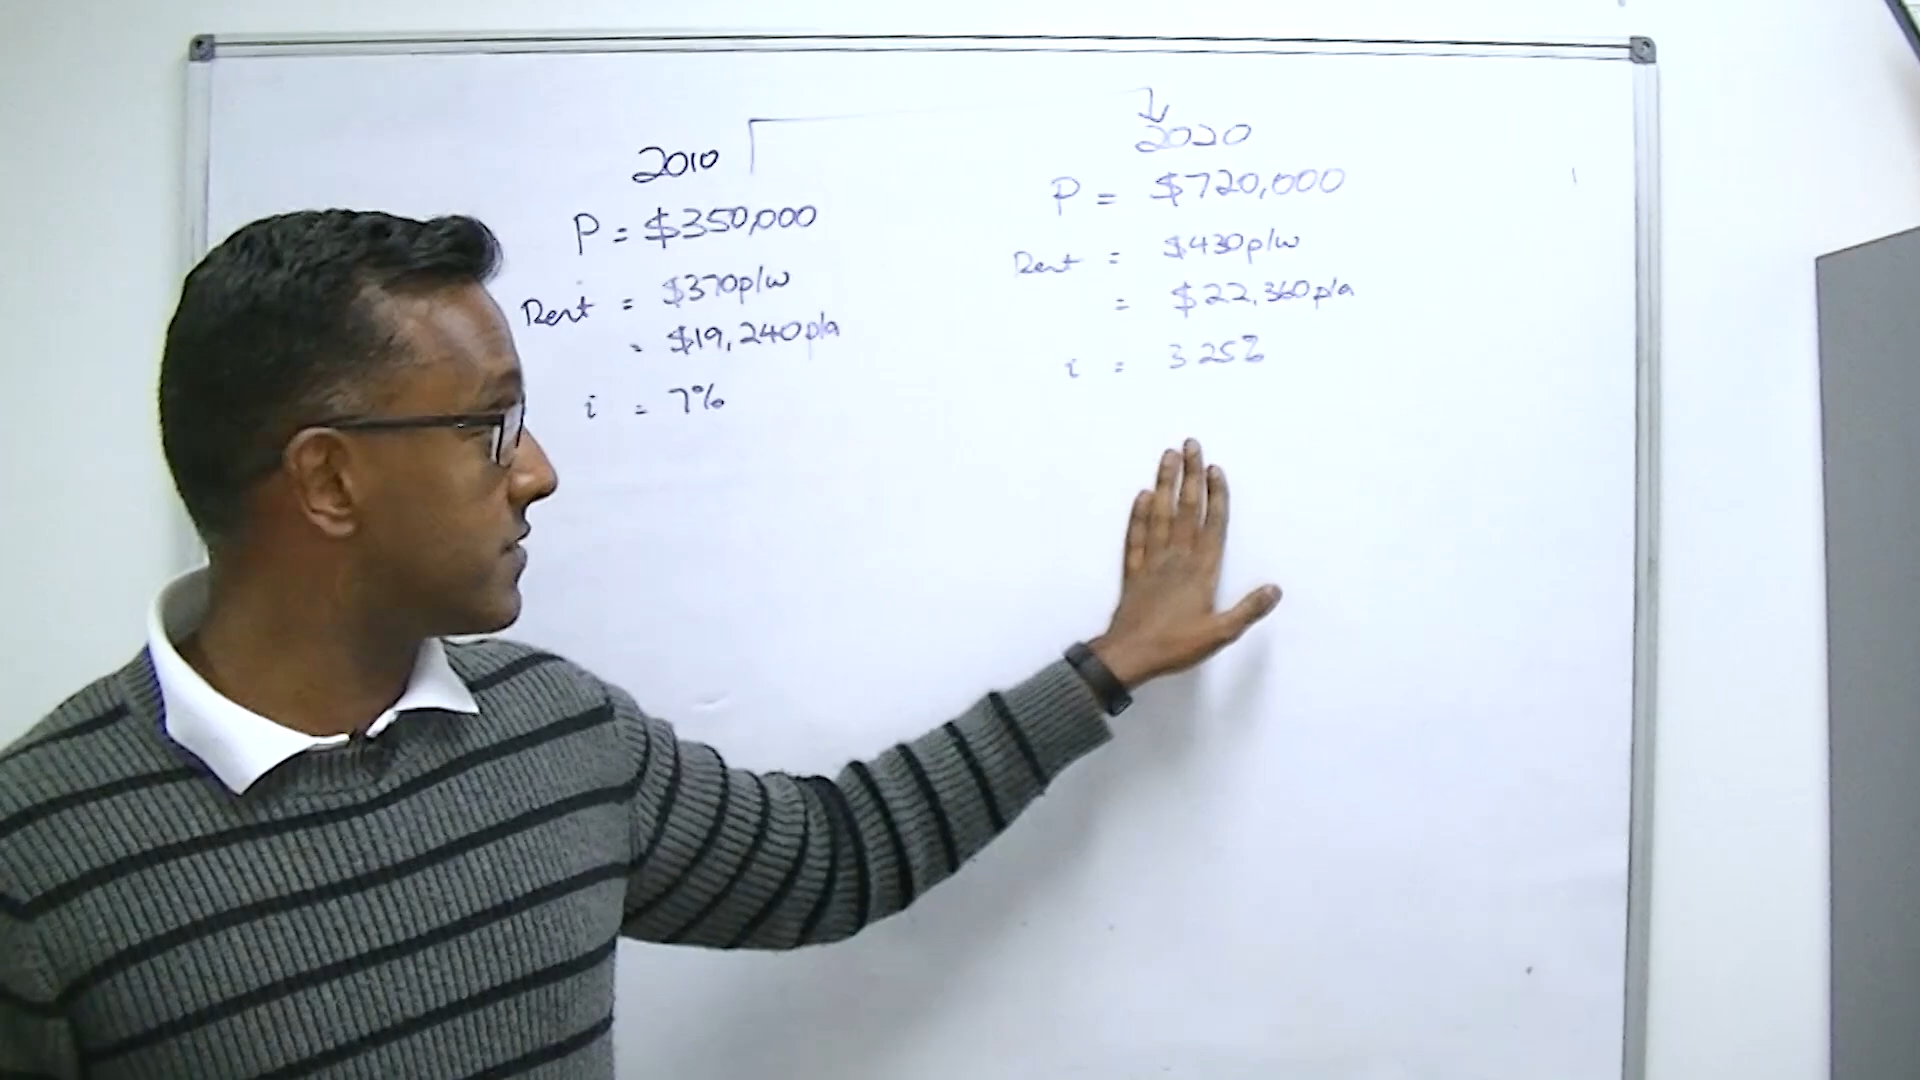 2010
P = $350,000
Rent = $370p/w
= $19,240p/a
i = 7%
2020
P = $720,000
Rent = $430p/w
= $22,360p/a
i = 3.25%